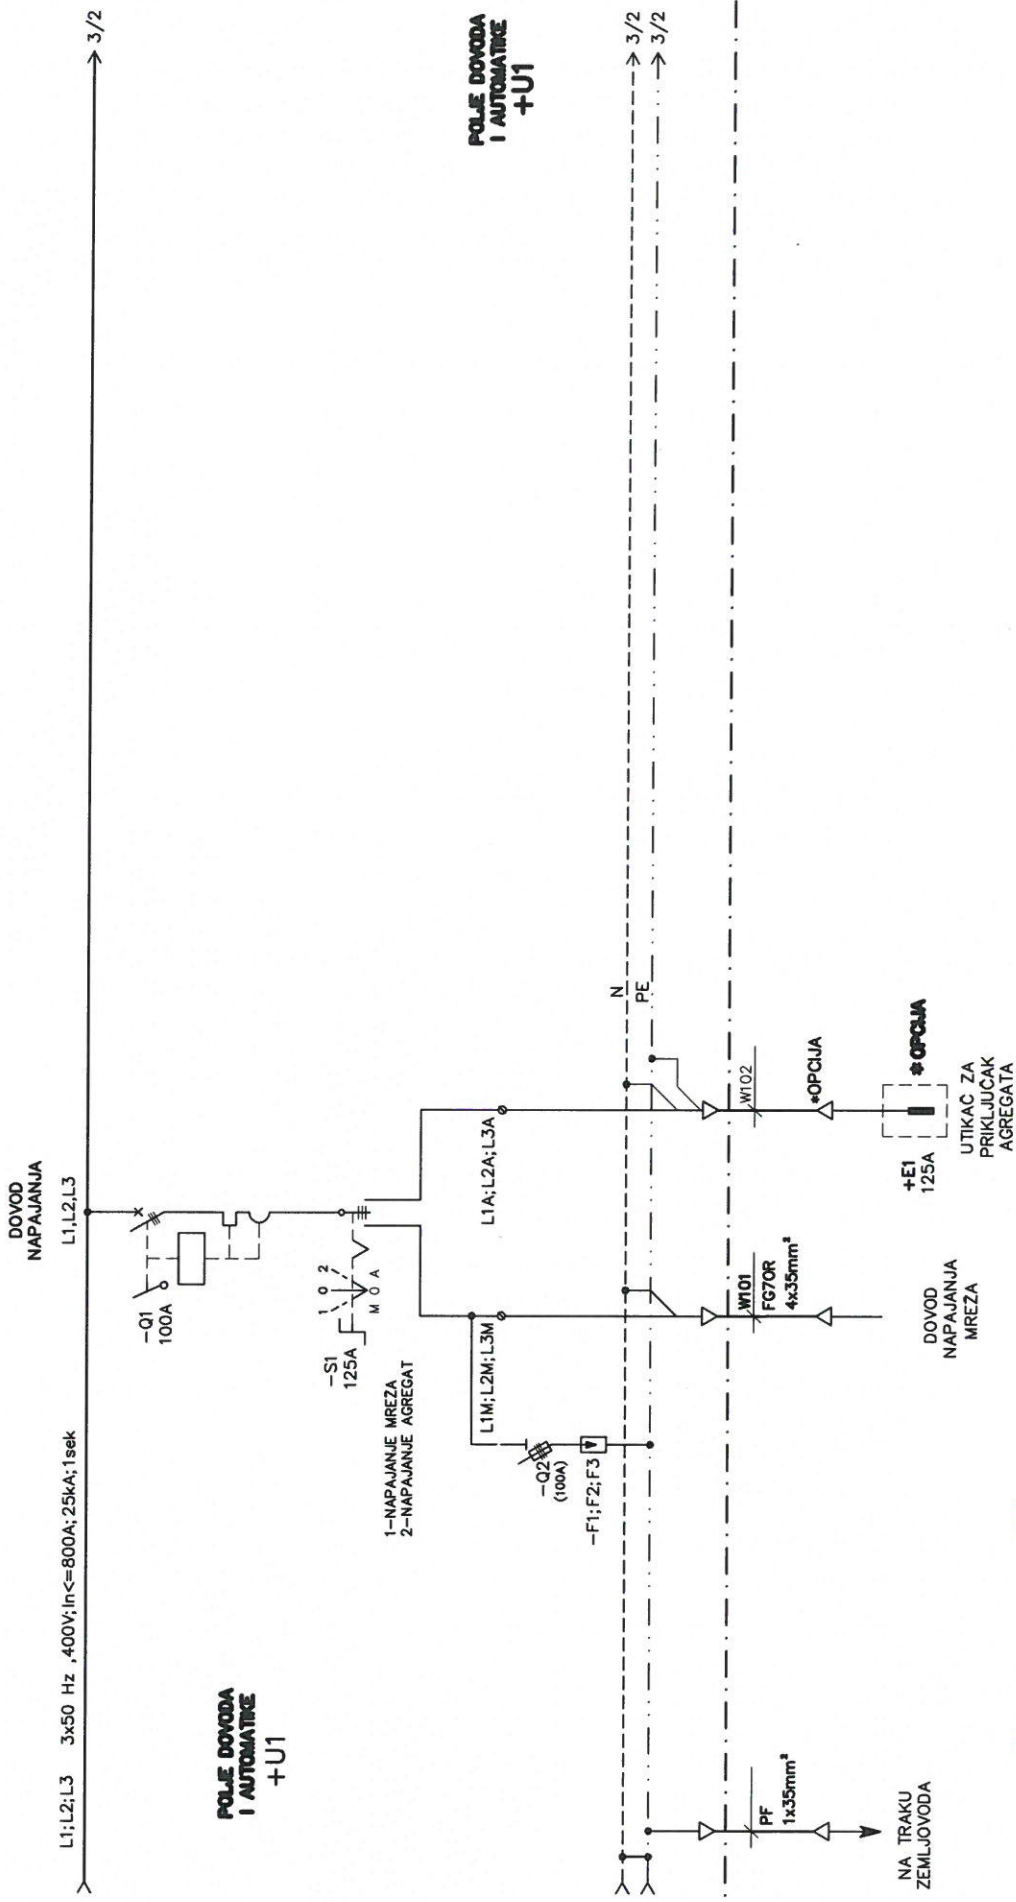 DOVOD
NAPAJANJA
L1;L2;L3 3x50 Hz ,400V;In<=800A;25kA;1sek
L1,L2,L3
3/2
POLJE DOVODA
I AUTOMATIKE
+U1
-Q1
100A
-S1
125A
1 0 2
M O A
1-NAPAJANJE MREZA
2-NAPAJANJE AGREGAT
L1M;L2M;L3M
L1A;L2A;L3A
POLJE DOVODA
I AUTOMATIKE
+U1
-Q2
(100A)
-F1;F2;F3
N
3/2
PE
3/2
PF
1x35mm²
W101
FG7OR
4x35mm²
W102
*OPCIJA
+E1
125A
*OPCIJA
NA TRAKU
ZEMLJOVODA
DOVOD
NAPAJANJA
MREZA
UTIKAČ ZA
PRIKLJUČAK
AGREGATA